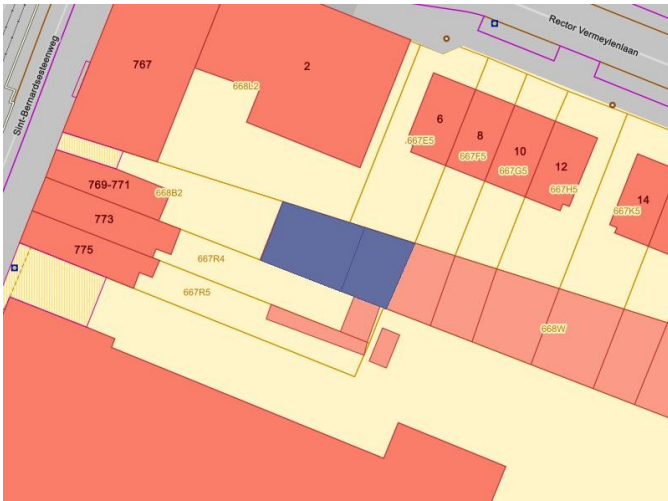 Rector Vermeylenlaan
Sint-Bernardsesteenweg
767
2
668L2
6
667E5
8
667F5
10
667G5
12
667H5
14
667K5
769-771
668B2
773
667R4
775
667R5
668W